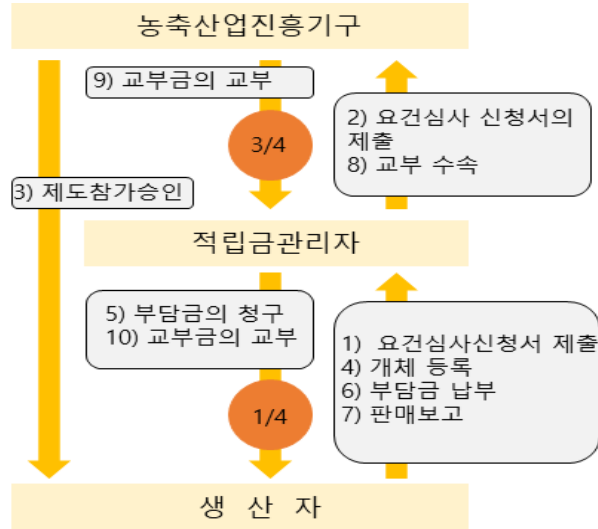 농축산업진흥기구
9) 교부금의 교부
2) 요건심사 신청서의
제출
8) 교부 수속
3/4
3) 제도참가승인
적립금관리자
5) 부담금의 청구
10) 교부금의 교부
1) 요건심사신청서 제출
4) 개체 등록
6) 부담금 납부
7) 판매보고
1/4
생 산 자